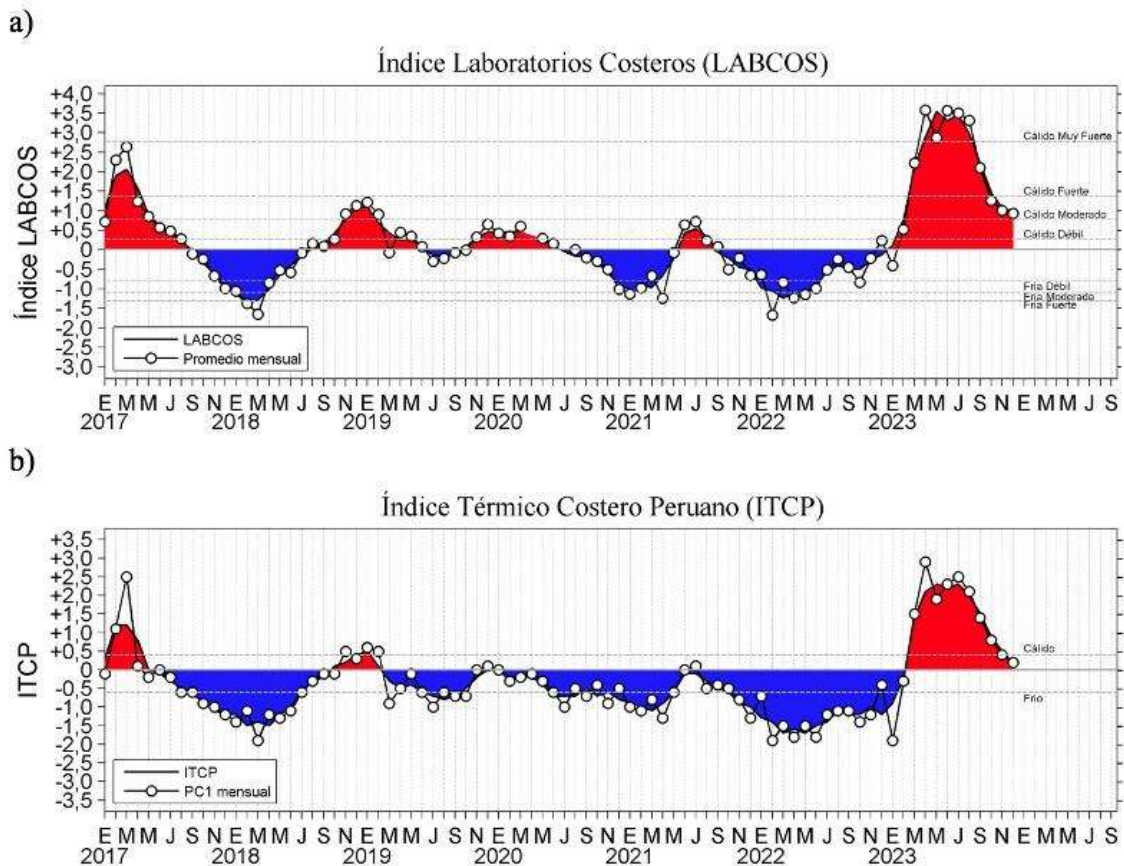 a)
Índice Laboratorios Costeros (LABCOS)
Índice LABCOS
+4,0
+3,5
+3,0
+2,5
+2,0
+1,5
+1,0
+0,5
0
-0,5
-1,0
-1,5
-2,0
-2,5
-3,0
Cálido Muy Fuerte
Cálido Fuerte
Cálido Moderado
Cálido Débil
Fria Débil
Fria Moderada
Fria Fuerte
LABCOS
Promedio mensual
E M M J S N E M M J S N E M M J S N E M M J S N E M M J S N E M M J S N E M M J S N E M M J S
2017 2018 2019 2020 2021 2022 2023
b)
Índice Térmico Costero Peruano (ITCP)
ITCP
+3,5
+3,0
+2,5
+2,0
+1,5
+1,0
+0,5
0
-0,5
-1,0
-1,5
-2,0
-2,5
-3,0
-3,5
Cálido
Frio
ITCP
PC1 mensual
E M M J S N E M M J S N E M M J S N E M M J S N E M M J S N E M M J S N E M M J S N E M M J S
2017 2018 2019 2020 2021 2022 2023